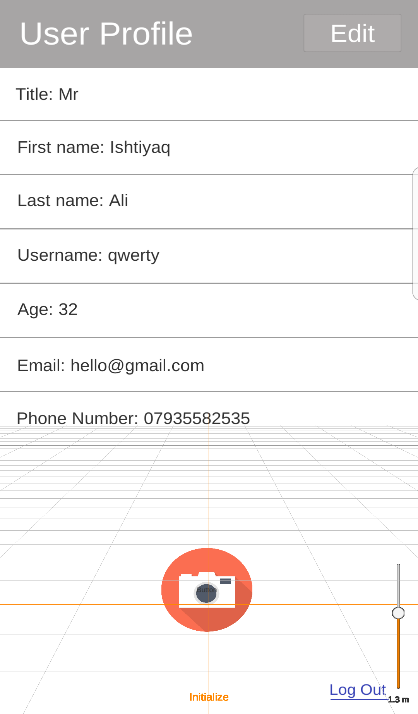 User Profile
Edit
Title: Mr
First name: Ishtiyaq
Last name: Ali
Username: qwerty
Age: 32
Email: hello@gmail.com
Phone Number: 07935582535
Initialize
Log Out
1.3 m